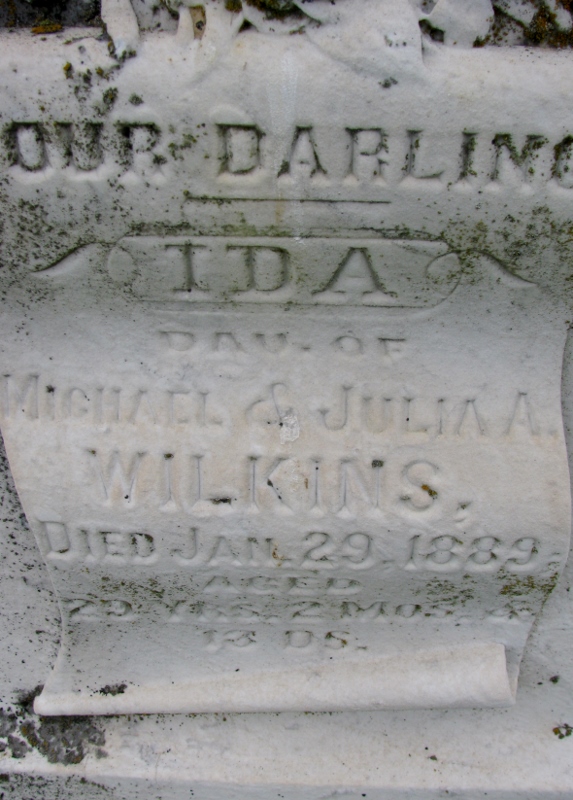 OUR DARLING
IDA
DAU. OF
MICHAEL & JULIA A.
WILKINS,
DIED JAN. 29, 1889,
AGED
29 YRS. 2 MOS. &
13 DS.